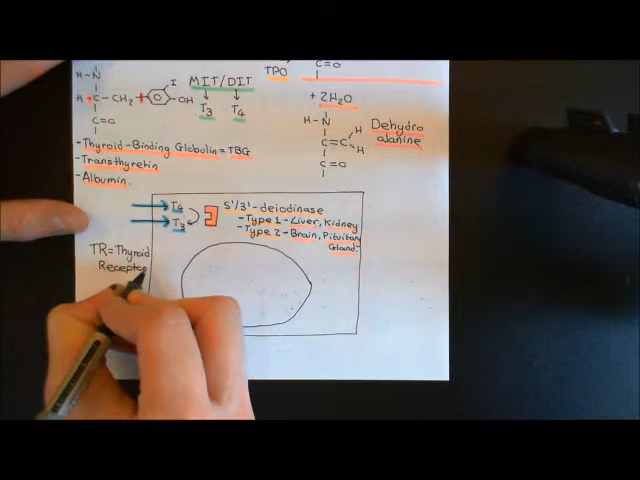 C=O
TPO
H-N
I
MIT/DIT
H-C-CH₂
OH
T₃ T₄
C=O
+ 2H₂O
H-N
C=C
H
H
C=O
Dehydro
alanine
-Thyroid-Binding Globulin = TBG
-Transthyretin
-Albumin.
T₄
T₃
5'/3'-deiodinase
-Type 1-Liver, Kidney
-Type 2-Brain, Pituitary
Gland.
TR=Thyroid
Receptor